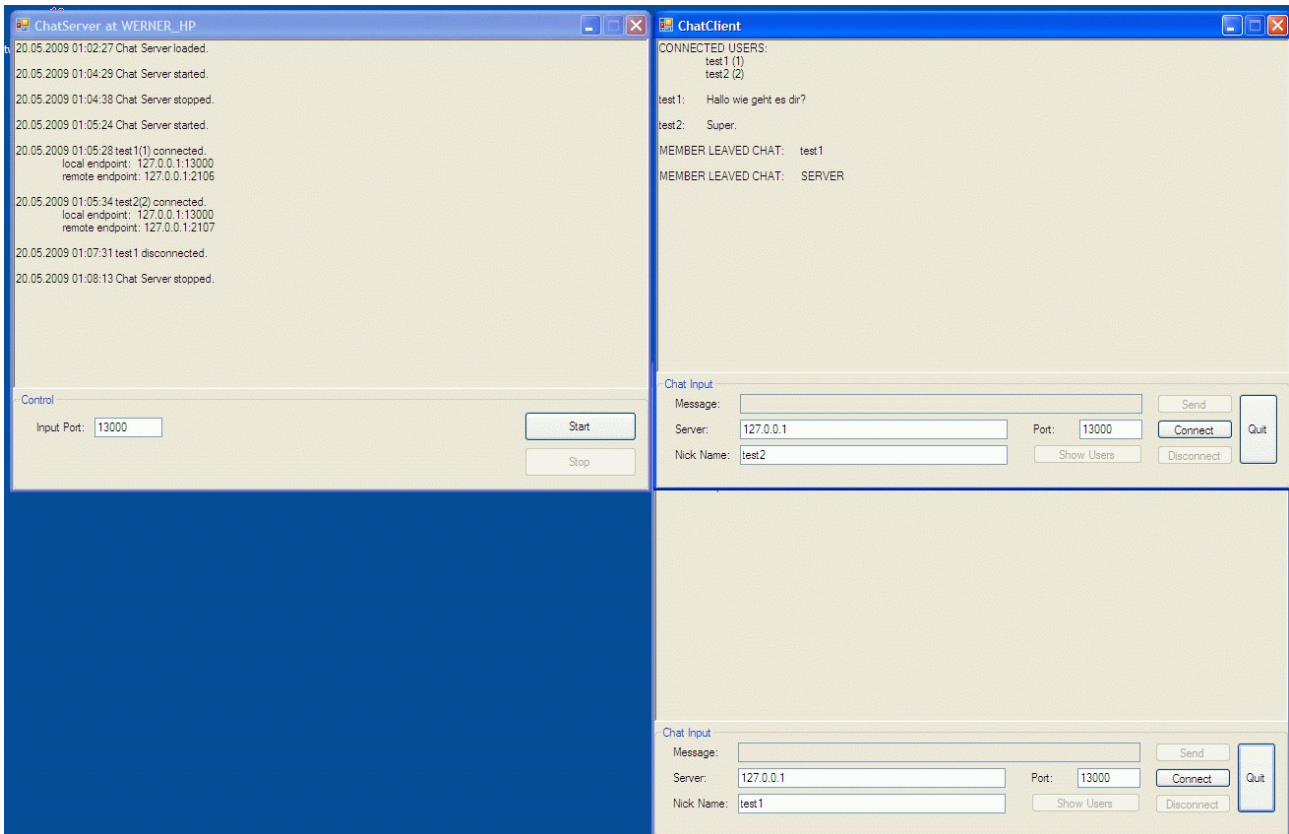 ChatServer at WERNER_HP
20.05.2009 01:02:27 Chat Server loaded.
20.05.2009 01:04:29 Chat Server started.
20.05.2009 01:04:38 Chat Server stopped.
20.05.2009 01:05:24 Chat Server started.
20.05.2009 01:05:28 test1(1) connected.
local endpoint: 127.0.0.1:13000
remote endpoint: 127.0.0.1:2106
20.05.2009 01:05:34 test2(2) connected.
local endpoint: 127.0.0.1:13000
remote endpoint: 127.0.0.1:2107
20.05.2009 01:07:31 test1 disconnected.
20.05.2009 01:08:13 Chat Server stopped.
Control
Input Port: 13000
Start
Stop
ChatClient
CONNECTED USERS:
test1 (1)
test2 (2)
test1: Hallo wie geht es dir?
test2: Super.
MEMBER LEAVED CHAT: test1
MEMBER LEAVED CHAT: SERVER
Chat Input
Message: Send
Server: 127.0.0.1 Port: 13000 Connect Quit
Nick Name: test2 Show Users Disconnect
Chat Input
Message: Send
Server: 127.0.0.1 Port: 13000 Connect Quit
Nick Name: test1 Show Users Disconnect